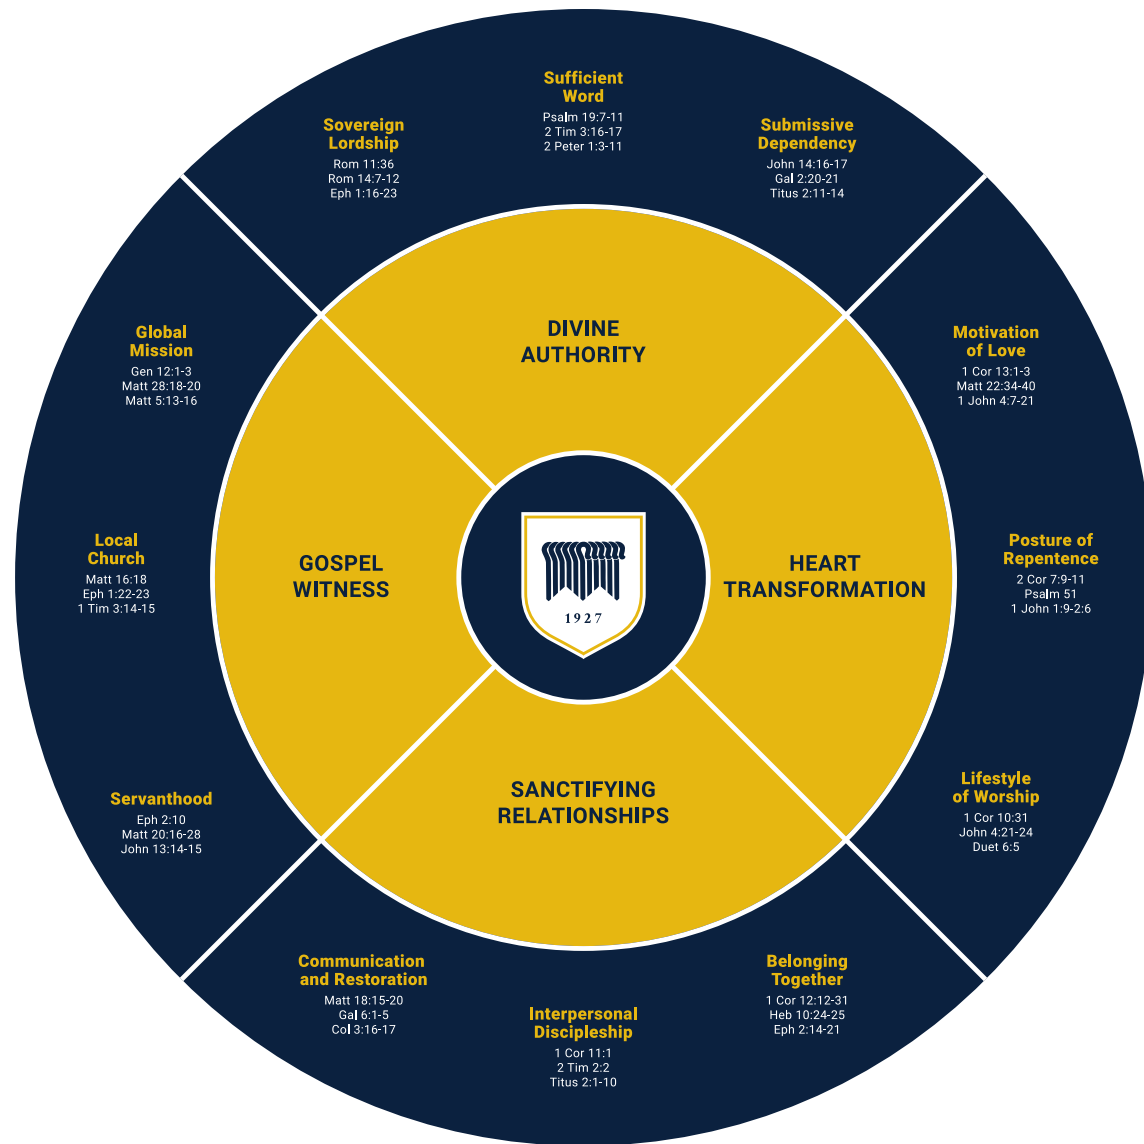 Sufficient
Word
Psalm 19:7-11
2 Tim 3:16-17
2 Peter 1:3-11
Sovereign
Lordship
Rom 11:36
Rom 14:7-12
Eph 1:16-23
Submissive
Dependency
John 14:16-17
Gal 2:20-21
Titus 2:11-14
DIVINE
AUTHORITY
Global
Mission
Gen 12:1-3
Matt 28:18-20
Matt 5:13-16
Motivation
of Love
1 Cor 13:1-3
Matt 22:34-40
1 John 4:7-21
Local
Church
Matt 16:18
Eph 1:22-23
1 Tim 3:14-15
GOSPEL
WITNESS
1927
HEART
TRANSFORMATION
Posture of
Repentence
2 Cor 7:9-11
Psalm 51
1 John 1:9-2:6
Servanthood
Eph 2:10
Matt 20:16-28
John 13:14-15
SANCTIFYING
RELATIONSHIPS
Lifestyle
of Worship
1 Cor 10:31
John 4:21-24
Duet 6:5
Communication
and Restoration
Matt 18:15-20
Gal 6:1-5
Col 3:16-17
Interpersonal
Discipleship
1 Cor 11:1
2 Tim 2:2
Titus 2:1-10
Belonging
Together
1 Cor 12:12-31
Heb 10:24-25
Eph 2:14-21